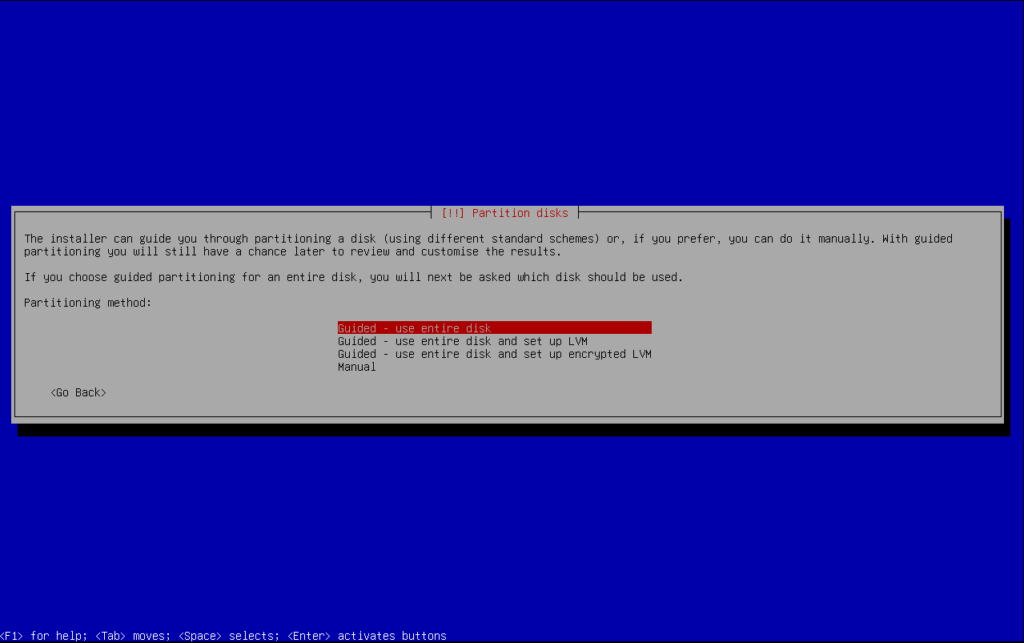 [!!] Partition disks
The installer can guide you through partitioning a disk (using different standard schemes) or, if you prefer, you can do it manually. With guided
partitioning you will still have a chance later to review and customise the results.
If you choose guided partitioning for an entire disk, you will next be asked which disk should be used.
Partitioning method:
Guided - use entire disk
Guided - use entire disk and set up LVM
Guided - use entire disk and set up encrypted LVM
Manual
<Go Back>
<F1> for help; <Tab> moves; <Space> selects; <Enter> activates buttons